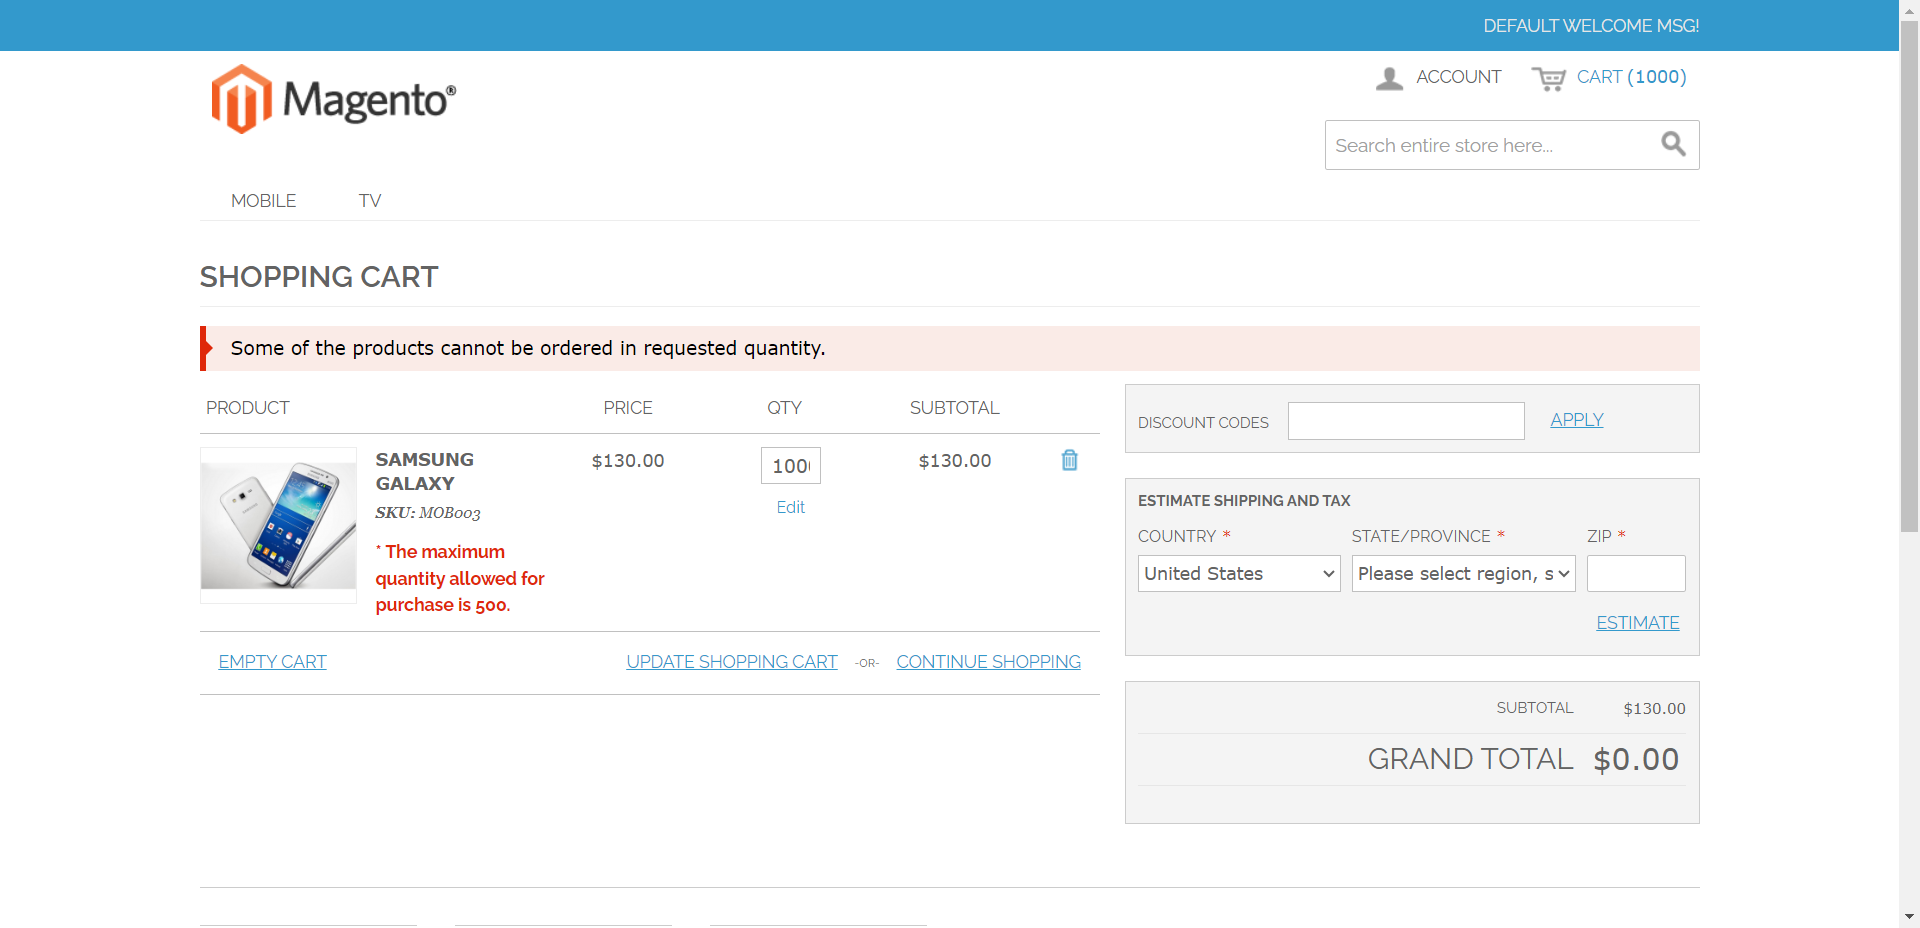 DEFAULT WELCOME MSG!
Magento®
ACCOUNT
CART (1000)
Search entire store here...
MOBILE
TV
SHOPPING CART
Some of the products cannot be ordered in requested quantity.
PRODUCT PRICE QTY SUBTOTAL
SAMSUNG GALAXY
SKU: MOB003
* The maximum
quantity allowed for
purchase is 500.
$130.00
1000
Edit
$130.00
EMPTY CART
UPDATE SHOPPING CART -OR- CONTINUE SHOPPING
DISCOUNT CODES
APPLY
ESTIMATE SHIPPING AND TAX
COUNTRY * STATE/PROVINCE * ZIP *
United States
Please select region, s
ESTIMATE
SUBTOTAL $130.00
GRAND TOTAL $0.00